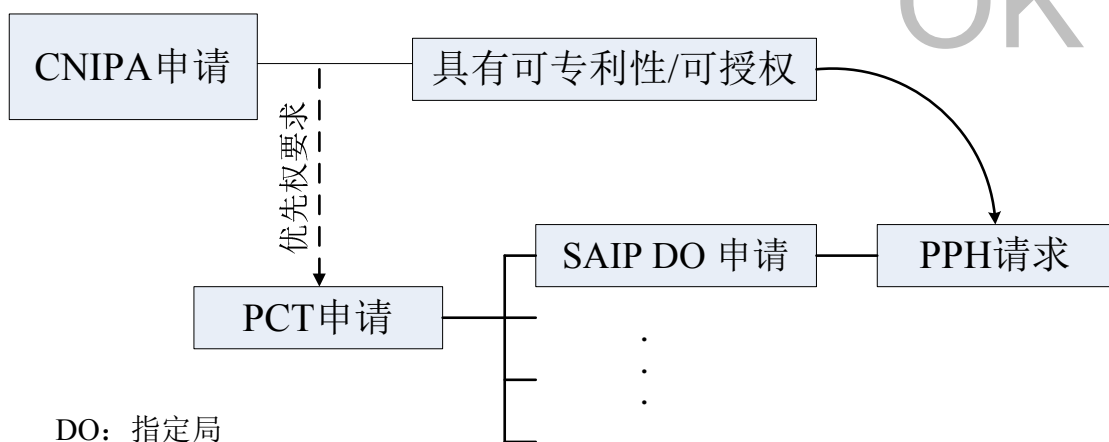 OK
CNIPA申请
具有可专利性/可授权
优先权要求
SAIP DO 申请
PPH请求
PCT申请
DO：指定局